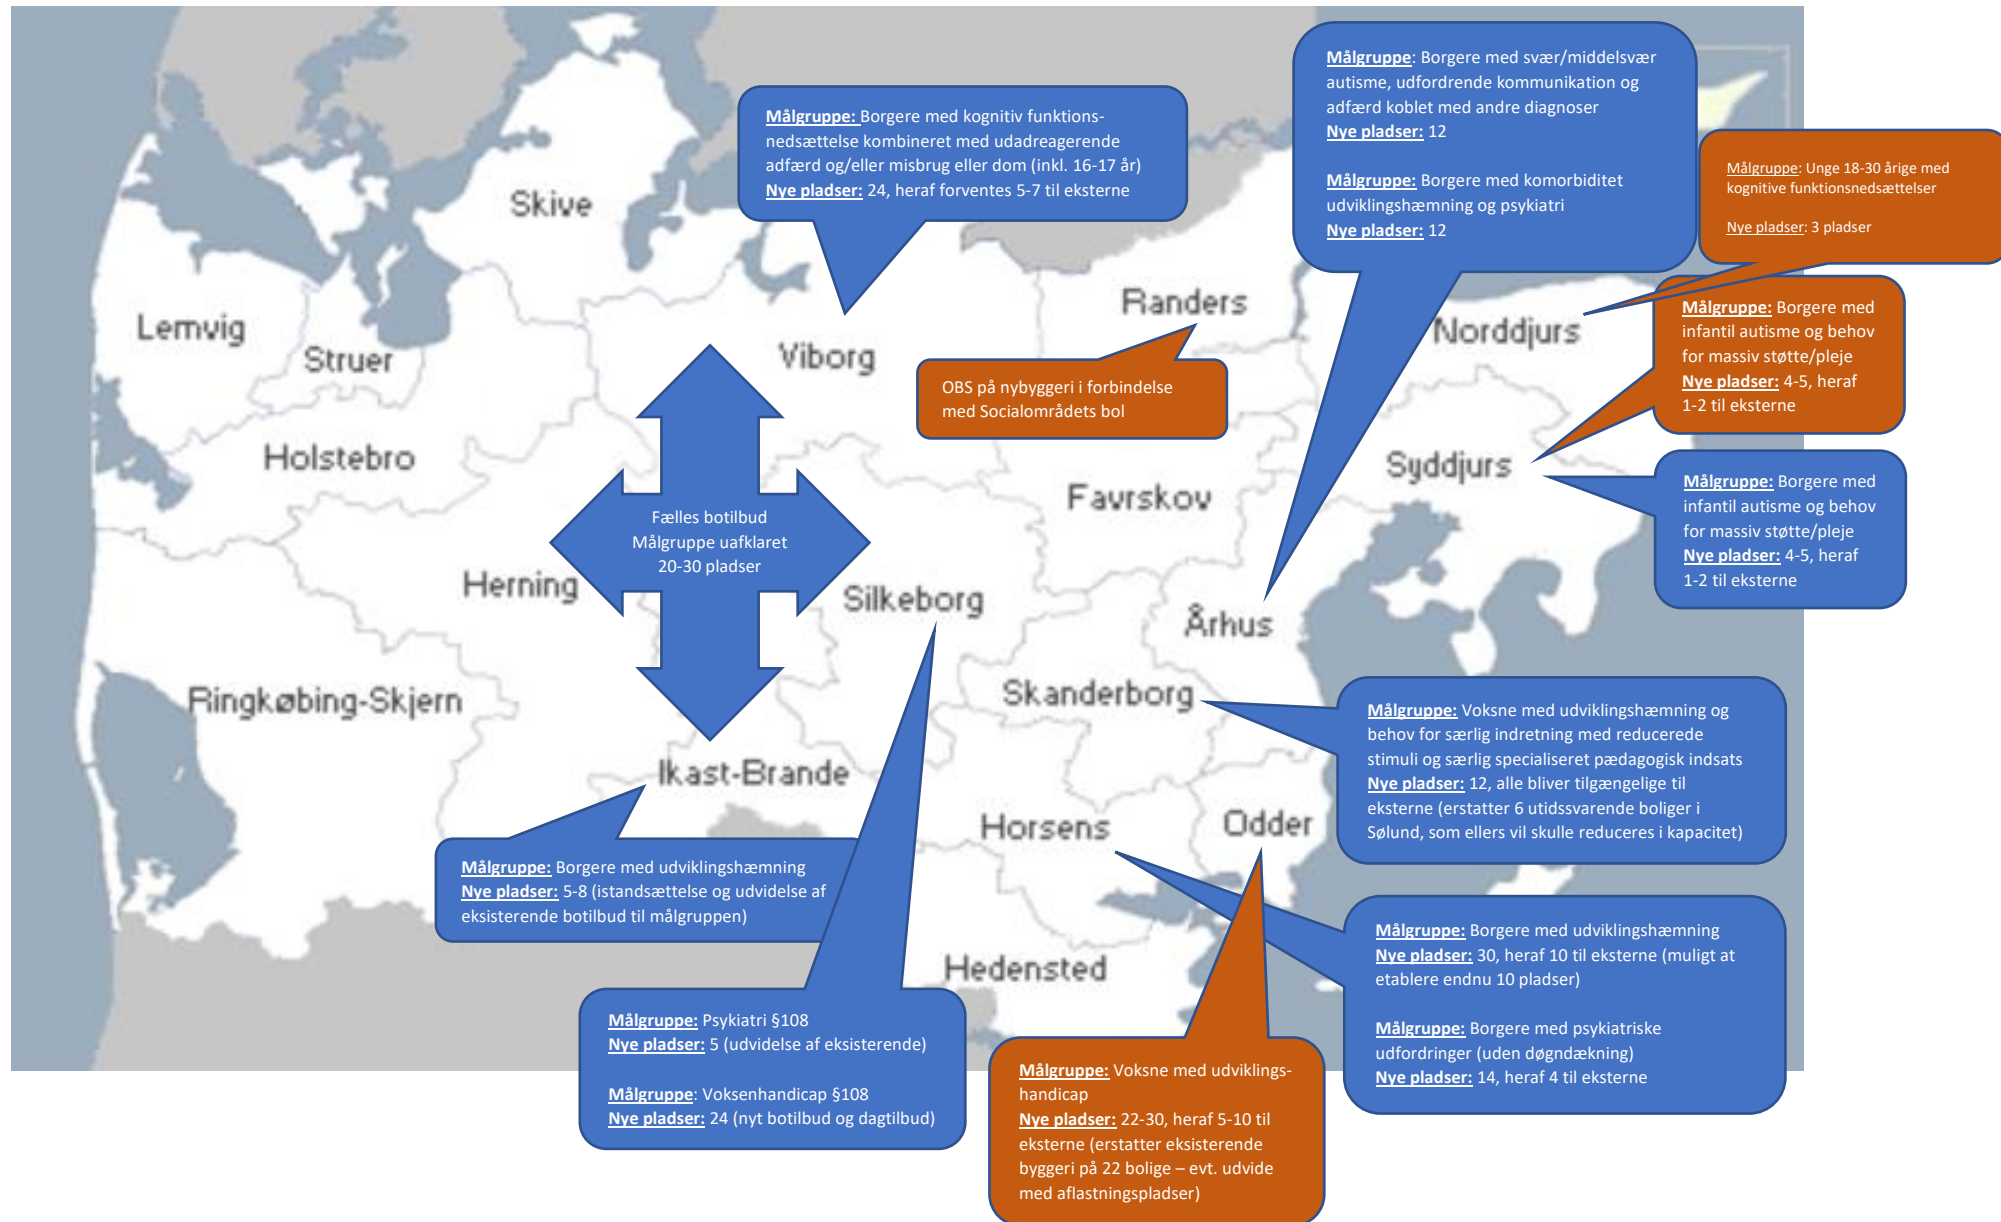 Målgruppe: Borgere med svær/middelsvær
autisme, udfordrende kommunikation og
adfærd koblet med andre diagnoser
Nye pladser: 12
Målgruppe: Borgere med komorbiditet
udviklingshæmning og psykiatri
Nye pladser: 12
Målgruppe: Borgere med kognitiv funktions-
nedsættelse kombineret med udadreagerende
adfærd og/eller misbrug eller dom (inkl. 16-17 år)
Nye pladser: 24, heraf forventes 5-7 til eksterne
Målgruppe: Unge 18-30 årige med
kognitive funktionsnedsættelser
Nye pladser: 3 pladser
Skive
Randers
Lemvig
Struer
Viborg
Norddjurs
Målgruppe: Borgere med
infantil autisme og behov
for massiv støtte/pleje
Nye pladser: 4-5, heraf
1-2 til eksterne
OBS på nybyggeri i forbindelse
med Socialområdets bol
Holstebro
Favrskov
Syddjurs
Målgruppe: Borgere med
infantil autisme og behov
for massiv støtte/pleje
Nye pladser: 4-5, heraf
1-2 til eksterne
Fælles botilbud
Målgruppe uafklaret
20-30 pladser
Herning
Silkeborg
Århus
Ringkøbing-Skjern
Skanderborg
Målgruppe: Voksne med udviklingshæmning og
behov for særlig indretning med reducerede
stimuli og særlig specialiseret pædagogisk indsats
Nye pladser: 12, alle bliver tilgængelige til
eksterne (erstatter 6 utidssvarende boliger i
Sølund, som ellers vil skulle reduceres i kapacitet)
Ikast-Brande
Horsens
Odder
Målgruppe: Borgere med udviklingshæmning
Nye pladser: 5-8 (istandsættelse og udvidelse af
eksisterende botilbud til målgruppen)
Hedensted
Målgruppe: Borgere med udviklingshæmning
Nye pladser: 30, heraf 10 til eksterne (muligt at
etablere endnu 10 pladser)
Målgruppe: Borgere med psykiatriske
udfordringer (uden døgndækning)
Nye pladser: 14, heraf 4 til eksterne
Målgruppe: Psykiatri §108
Nye pladser: 5 (udvidelse af eksisterende)
Målgruppe: Voksenhandicap §108
Nye pladser: 24 (nyt botilbud og dagtilbud)
Målgruppe: Voksne med udviklings-
handicap
Nye pladser: 22-30, heraf 5-10 til
eksterne (erstatter eksisterende
byggeri på 22 bolige – evt. udvide
med aflastningspladser)